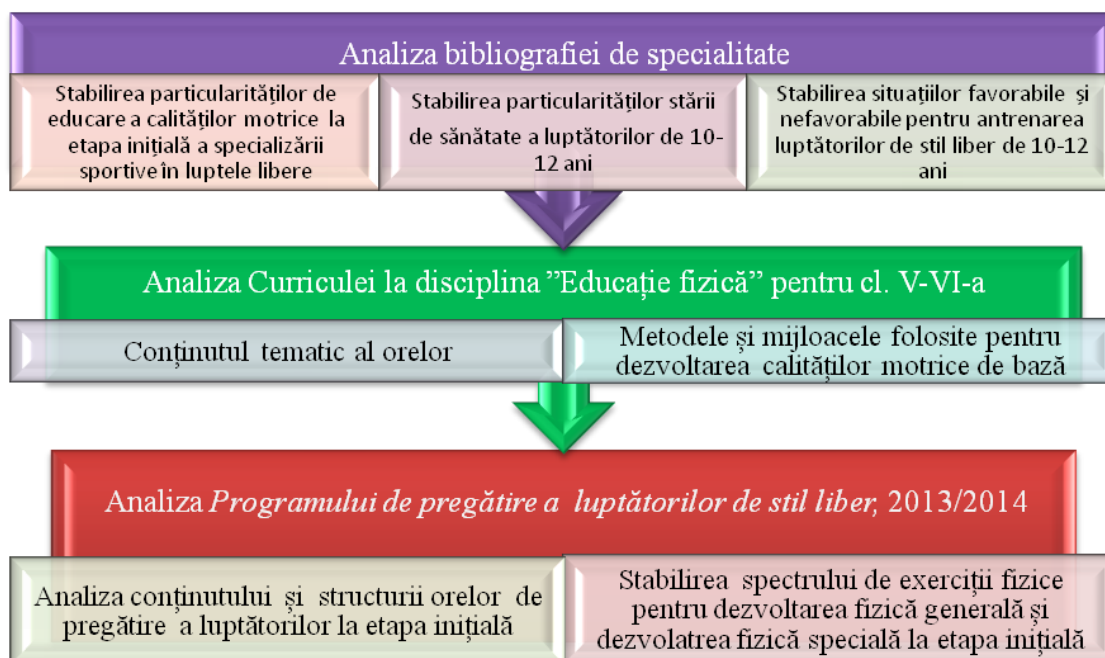 Analiza bibliografiei de specialitate
Stabilirea particularităților de
educare a calităților motrice la
etapa inițială a specializării
sportive în luptele libere
Stabilirea particularităților stării
de sănătate a luptătorilor de 10-
12 ani
Stabilirea situațiilor favorabile și
nefavorabile pentru antrenarea
luptătorilor de stil liber de 10-12
ani
Analiza Curriculei la disciplina ”Educație fizică” pentru cl. V-VI-a
Conținutul tematic al orelor
Metodele și mijloacele folosite pentru
dezvoltarea calităților motrice de bază
Analiza Programului de pregătire a luptătorilor de stil liber, 2013/2014
Analiza conținutului și structurii orelor de
pregătire a luptătorilor la etapa inițială
Stabilirea spectrului de exerciții fizice
pentru dezvoltarea fizică generală și
dezvolatrea fizică specială la etapa inițială